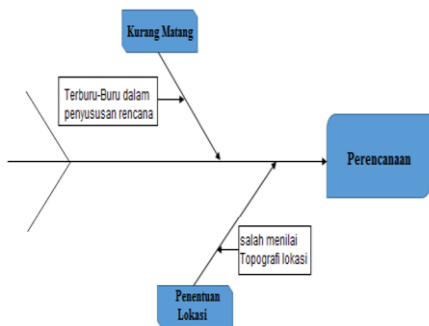 Kurang Matang
Terburu-Buru dalam
penyususan rencana
Perencanaan
salah menilai
Topografi lokasi
Penentuan
Lokasi